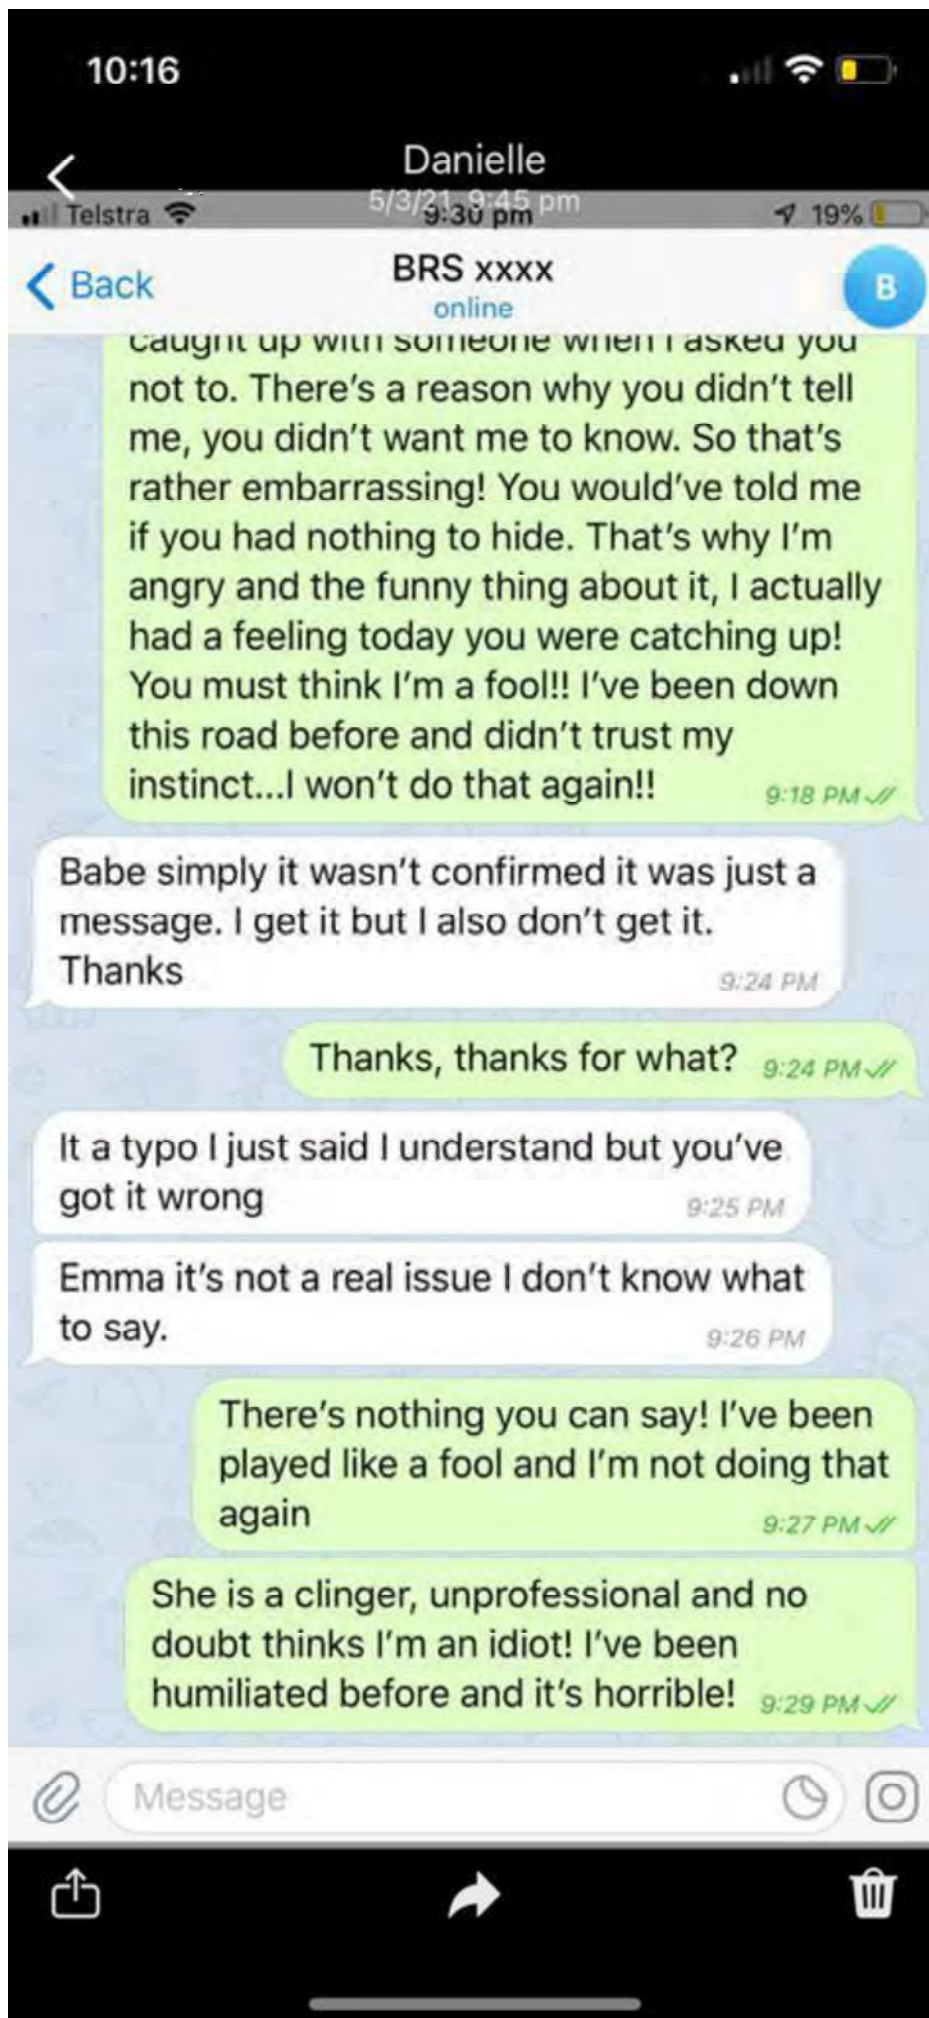 10:16
Danielle
5/3/21 9:45 pm
Telstra
9:30 pm
19%
Back
BRS xxxx
online
B
caught up with someone when I asked you
not to. There’s a reason why you didn’t tell
me, you didn’t want me to know. So that’s
rather embarrassing! You would’ve told me
if you had nothing to hide. That’s why I’m
angry and the funny thing about it, I actually
had a feeling today you were catching up!
You must think I’m a fool!! I’ve been down
this road before and didn’t trust my
instinct...I won’t do that again!!
9:18 PM
Babe simply it wasn’t confirmed it was just a
message. I get it but I also don’t get it.
Thanks
9:24 PM
Thanks, thanks for what?
9:24 PM
It a typo I just said I understand but you’ve
got it wrong
9:25 PM
Emma it’s not a real issue I don’t know what
to say.
9:26 PM
There’s nothing you can say! I’ve been
played like a fool and I’m not doing that
again
9:27 PM
She is a clinger, unprofessional and no
doubt thinks I’m an idiot! I’ve been
humiliated before and it’s horrible!
9:29 PM
Message